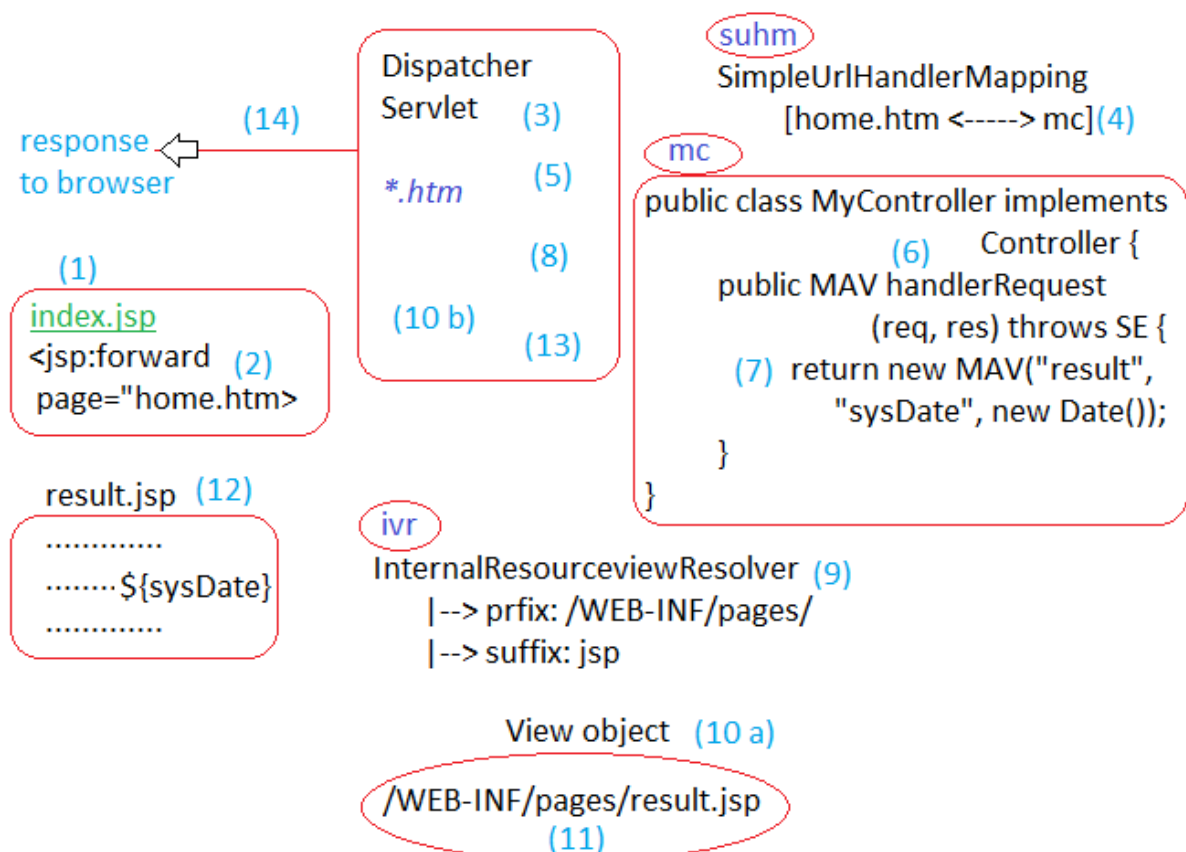 suhm
SimpleUrlHandlerMapping
[home.htm <-----> mc](4)
Dispatcher
Servlet (3)
*.htm (5)
(8)
(10 b)
(13)
(14)
response
to browser
mc
public class MyController implements
(6) Controller {
public MAV handlerRequest
(req, res) throws SE {
(7) return new MAV("result",
"sysDate", new Date());
}
}
(1)
index.jsp
<jsp:forward (2)
page="home.htm>
result.jsp (12)
.............
........${sysDate}
.............
ivr
InternalResourceviewResolver (9)
|--> prfix: /WEB-INF/pages/
|--> suffix: jsp
View object (10 a)
/WEB-INF/pages/result.jsp
(11)